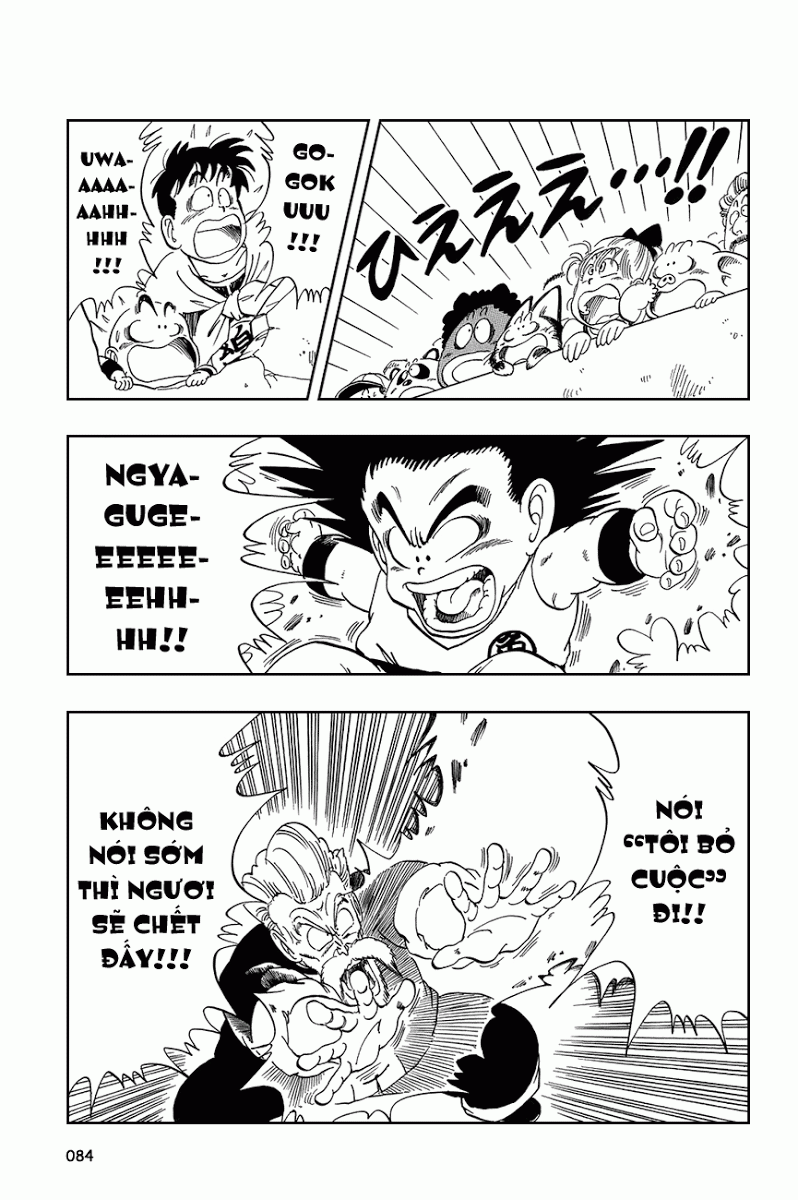 ひえええ…!!
GO-
GOK
UUU
!!!
UWA-
AAAA-
AAHH-
HHH
!!!
NGYA-
GUGE-
EEEEE-
EEHH-
HH!!
亀
NÓI
“TÔI BỎ
CUỘC”
ĐI!!
KHÔNG
NÓI SỚM
THÌ NGƯƠI
SẼ CHẾT
ĐẤY!!!
084